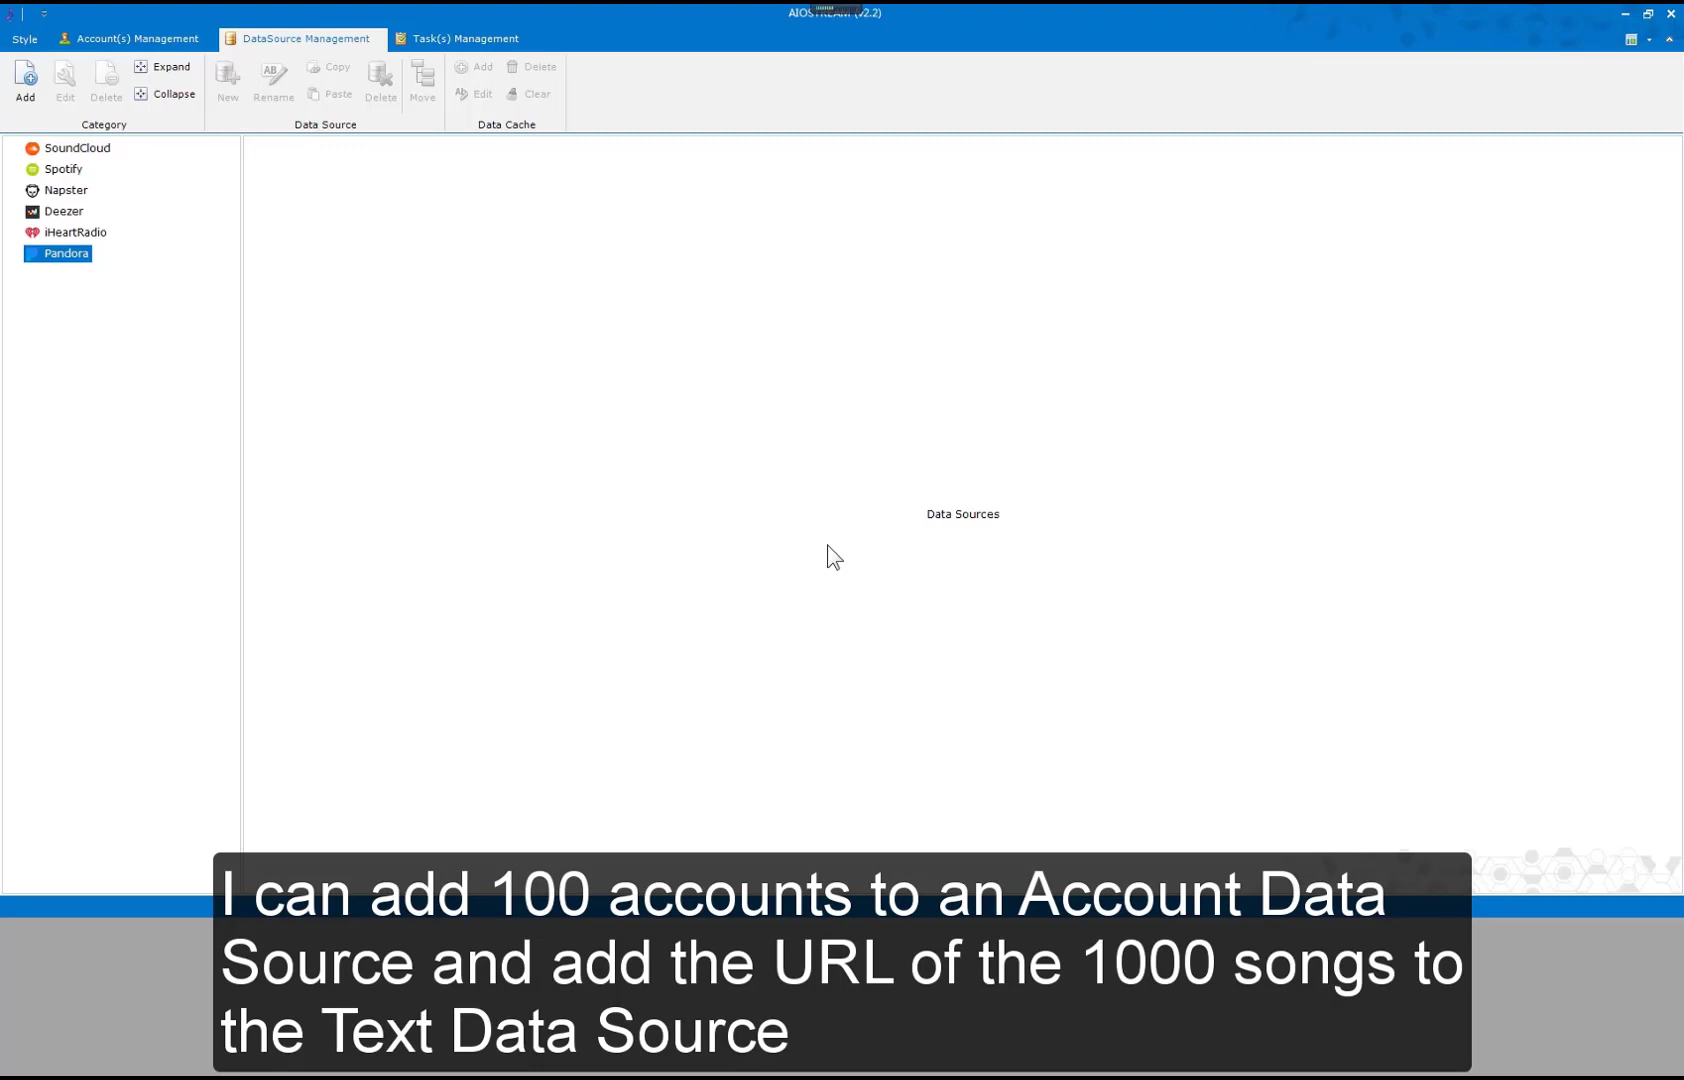 AIOSTREAM (v2.2)
Style
Account(s) Management
DataSource Management
Task(s) Management
Add
Edit
Delete
Expand
Collapse
New
Rename
Copy
Paste
Delete
Move
Add
Delete
Edit
Clear
Category
Data Source
Data Cache
SoundCloud
Spotify
Napster
Deezer
iHeartRadio
Pandora
Data Sources
I can add 100 accounts to an Account Data
Source and add the URL of the 1000 songs to
the Text Data Source